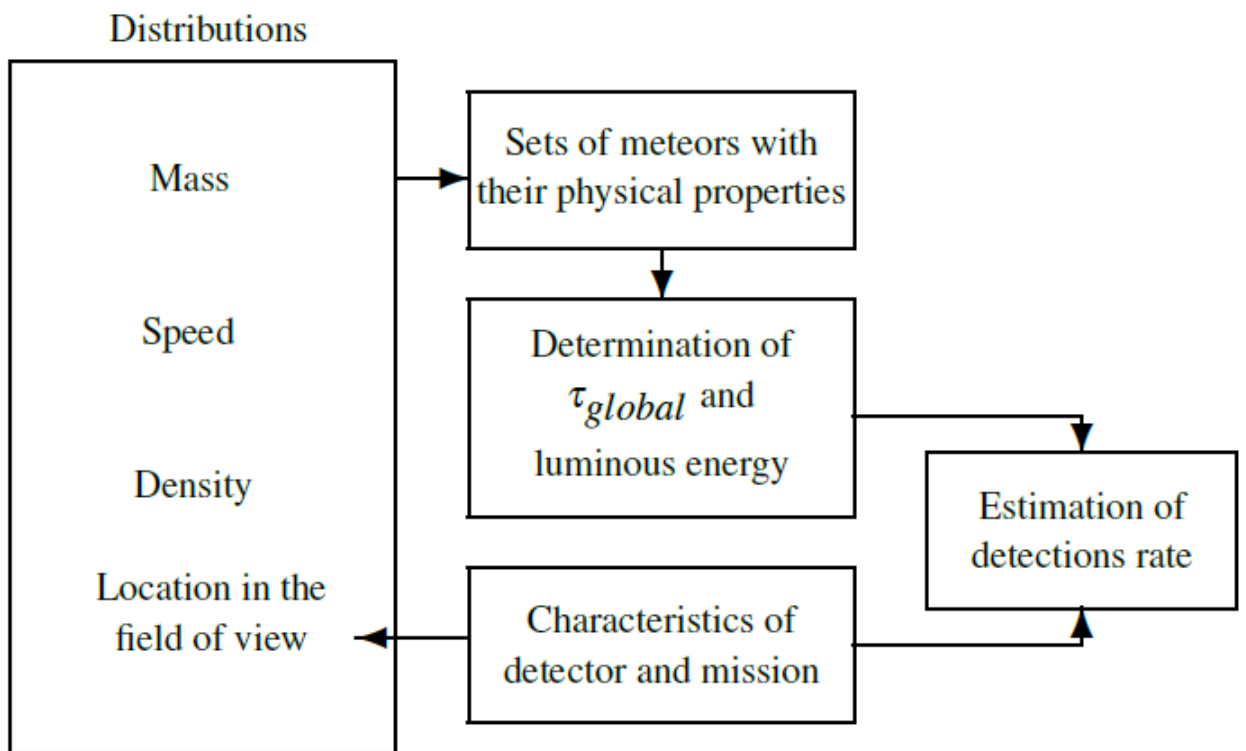 Distributions
Mass
Speed
Density
Location in the
field of view
Sets of meteors with
their physical properties
Determination of
τglobal and
luminous energy
Characteristics of
detector and mission
Estimation of
detections rate